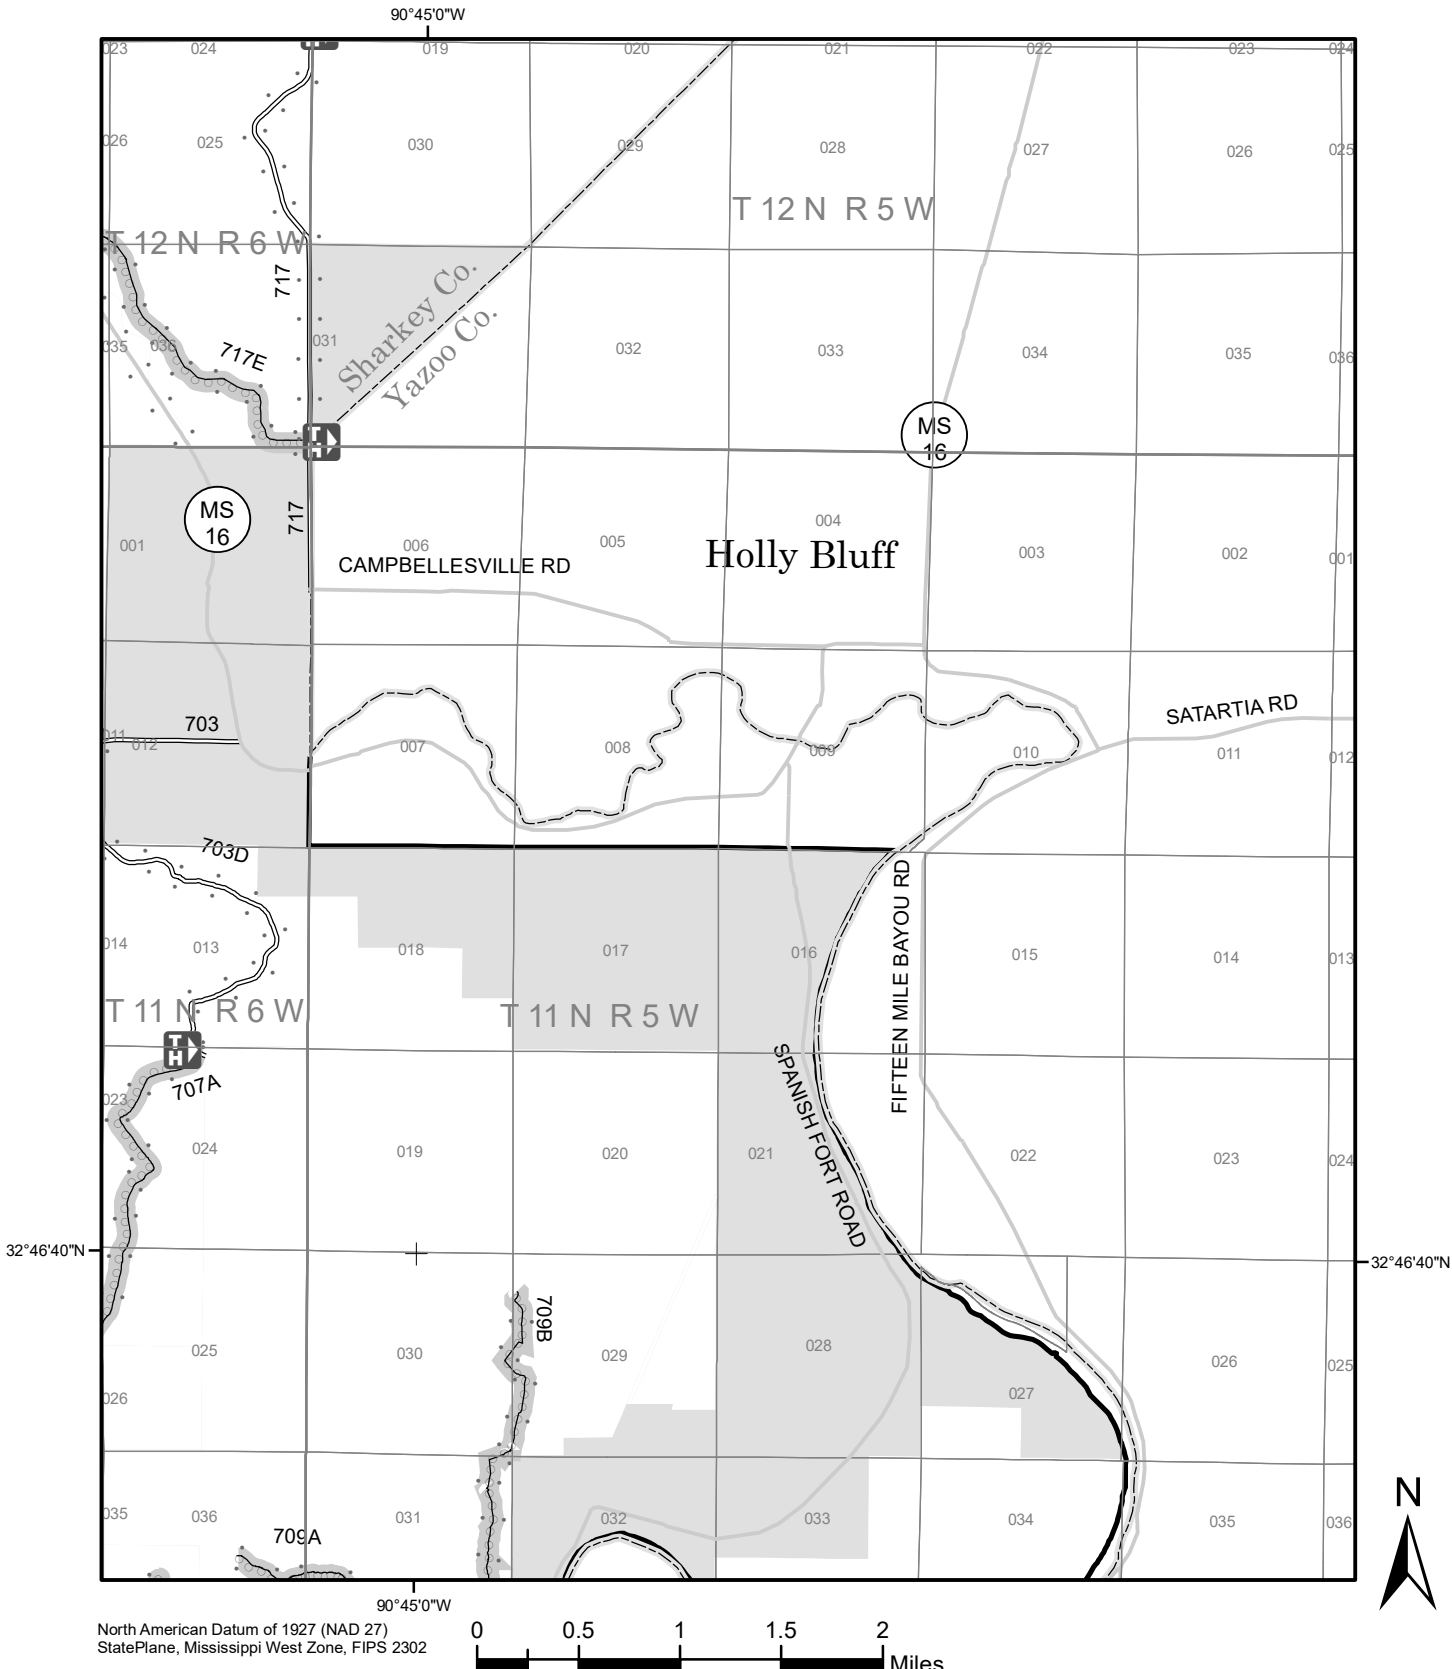 90°45'0"W
023 024 019 020 021 022 023 024
026 025 030 029 028 027 026 025
T 12 N R 5 W
T 12 N R 6 W
717
Sharkey Co.
Yazoo Co.
035 036 717E 031 032 033 034 035 036
T
H
MS
16
MS
16
717
001 006 005 004 003 002 001
CAMPBELLESVILLE RD
Holly Bluff
SATARTIA RD
703
011 012 007 008 009 010 011 012
703D
FIFTEEN MILE BAYOU RD
014 013 018 017 016 015 014 013
T 11 N R 6 W
T 11 N R 5 W
T
H
707A
SPANISH FORT ROAD
023 024 019 020 021 022 023 024
32°46'40"N
32°46'40"N
709B
025 030 029 028 027 026 025
026
035 036 031 032 033 034 035 036
709A
N
90°45'0"W
North American Datum of 1927 (NAD 27)
StatePlane, Mississippi West Zone, FIPS 2302
0 0.5 1 1.5 2
Miles